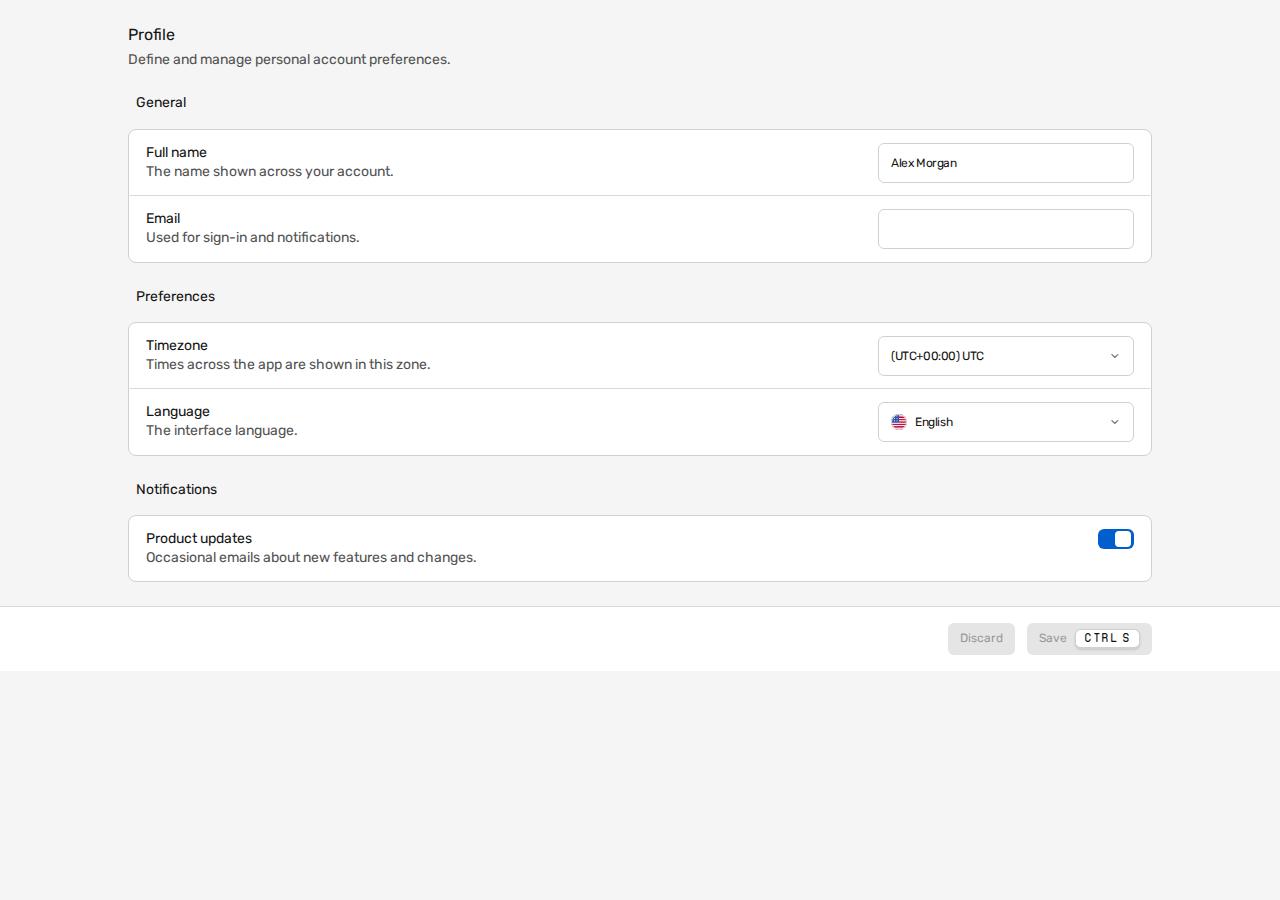 Profile
Define and manage personal account preferences.
General
Full name
The name shown across your account.
Alex Morgan
Email
Used for sign-in and notifications.
Preferences
Timezone
Times across the app are shown in this zone.
(UTC+00:00) UTC
Language
The interface language.
English
Notifications
Product updates
Occasional emails about new features and changes.
Discard
Save CTRL S